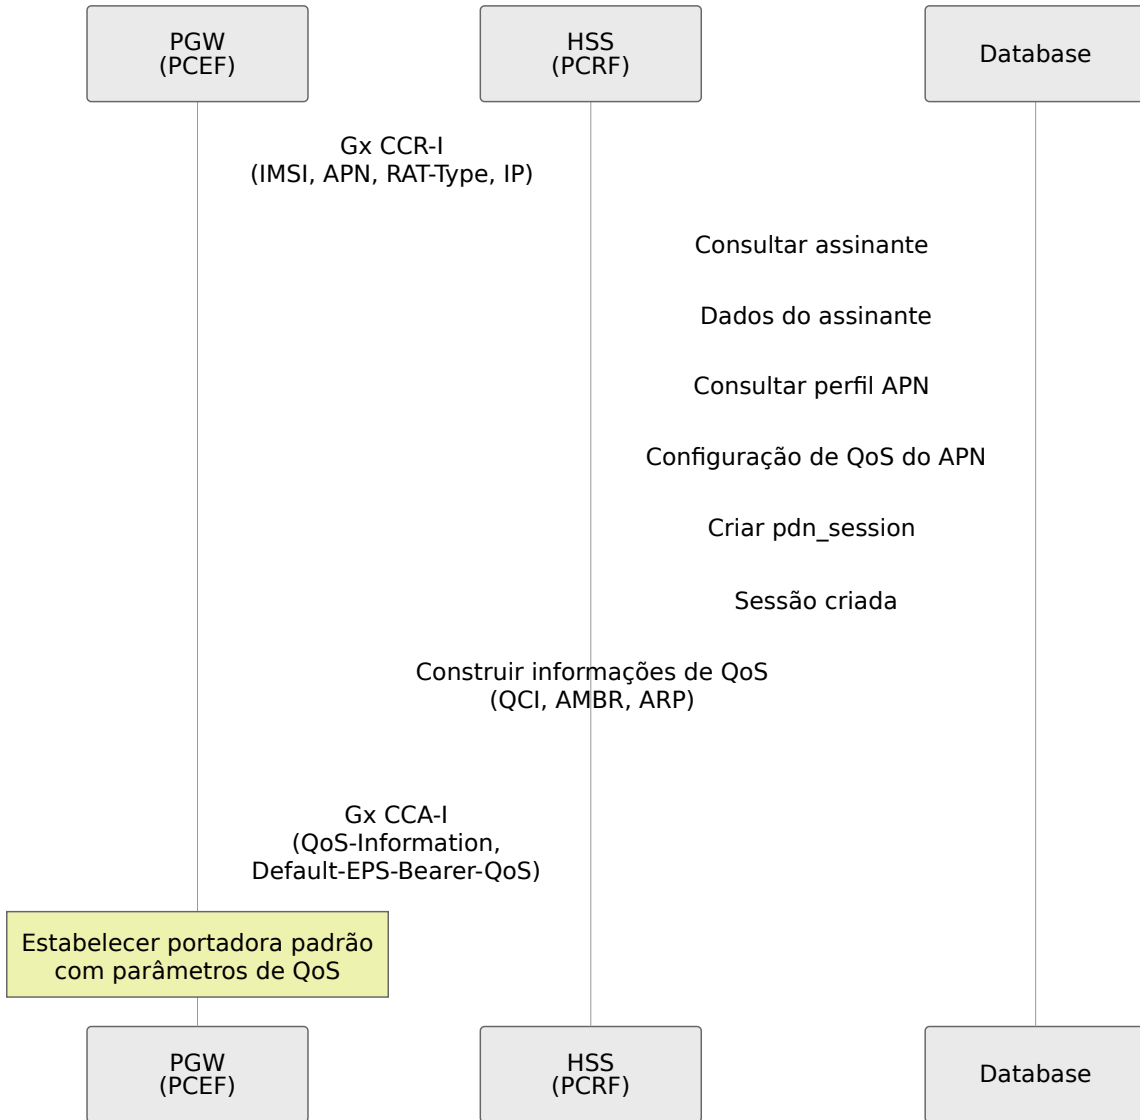 PGW
(PCEF)
HSS
(PCRF)
Database
Gx CCR-I
(IMSI, APN, RAT-Type, IP)
Consultar assinante
Dados do assinante
Consultar perfil APN
Configuração de QoS do APN
Criar pdn_session
Sessão criada
Construir informações de QoS
(QCI, AMBR, ARP)
Gx CCA-I
(QoS-Information,
Default-EPS-Bearer-QoS)
Estabelecer portadora padrão
com parâmetros de QoS
PGW
(PCEF)
HSS
(PCRF)
Database